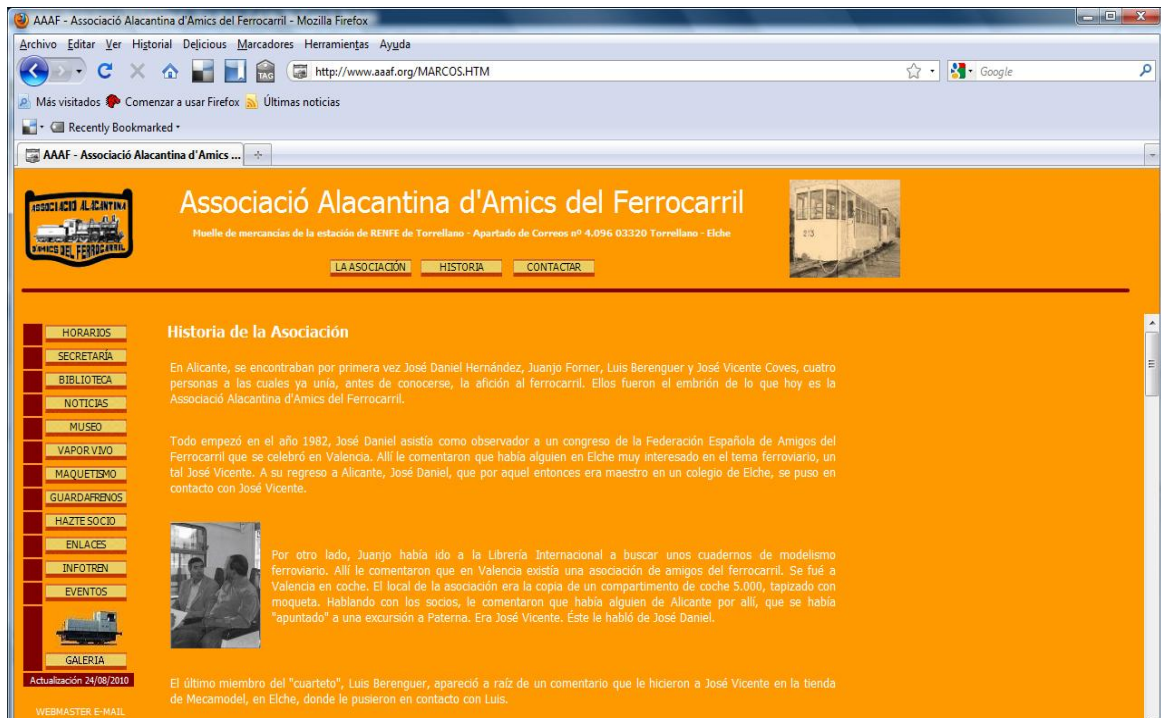 AAAF - Associació Alacantina d'Amics del Ferrocarril - Mozilla Firefox
Archivo Editar Ver Historial Delicious Marcadores Herramientas Ayuda
TAG
http://www.aaaf.org/MARCOS.HTM
Google
Más visitados Comenzar a usar Firefox Últimas noticias
Recently Bookmarked
AAAF - Associació Alacantina d'Amics ...
ASSOCIACIO ALACANTINA
D'AMICS DEL FERROCARRIL
Associació Alacantina d'Amics del Ferrocarril
Muelle de mercancías de la estación de RENFE de Torrellano - Apartado de Correos nº 4.096 03320 Torrellano - Elche
LA ASOCIACIÓN HISTORIA CONTACTAR
HORARIOS
SECRETARÍA
BIBLIOTECA
NOTICIAS
MUSEO
VAPOR VIVO
MAQUETISMO
GUARDAFRENOS
HAZTE SOCIO
ENLACES
INFOTREN
EVENTOS
GALERIA
Actualización 24/08/2010
WEBMASTER E-MAIL
Historia de la Asociación
En Alicante, se encontraban por primera vez José Daniel Hernández, Juanjo Forner, Luis Berenguer y José Vicente Coves, cuatro
personas a las cuales ya unía, antes de conocerse, la afición al ferrocarril. Ellos fueron el embrión de lo que hoy es la
Associació Alacantina d'Amics del Ferrocarril.
Todo empezó en el año 1982, José Daniel asistía como observador a un congreso de la Federación Española de Amigos del
Ferrocarril que se celebró en Valencia. Allí le comentaron que había alguien en Elche muy interesado en el tema ferroviario, un
tal José Vicente. A su regreso a Alicante, José Daniel, que por aquel entonces era maestro en un colegio de Elche, se puso en
contacto con José Vicente.
Por otro lado, Juanjo había ido a la Librería Internacional a buscar unos cuadernos de modelismo
ferroviario. Allí le comentaron que en Valencia existía una asociación de amigos del ferrocarril. Se fué a
Valencia en coche. El local de la asociación era la copia de un compartimento de coche 5.000, tapizado con
moqueta. Hablando con los socios, le comentaron que había alguien de Alicante por allí, que se había
"apuntado" a una excursión a Paterna. Era José Vicente. Éste le habló de José Daniel.
El último miembro del "cuarteto", Luis Berenguer, apareció a raíz de un comentario que le hicieron a José Vicente en la tienda
de Mecamodel, en Elche, donde le pusieron en contacto con Luis.